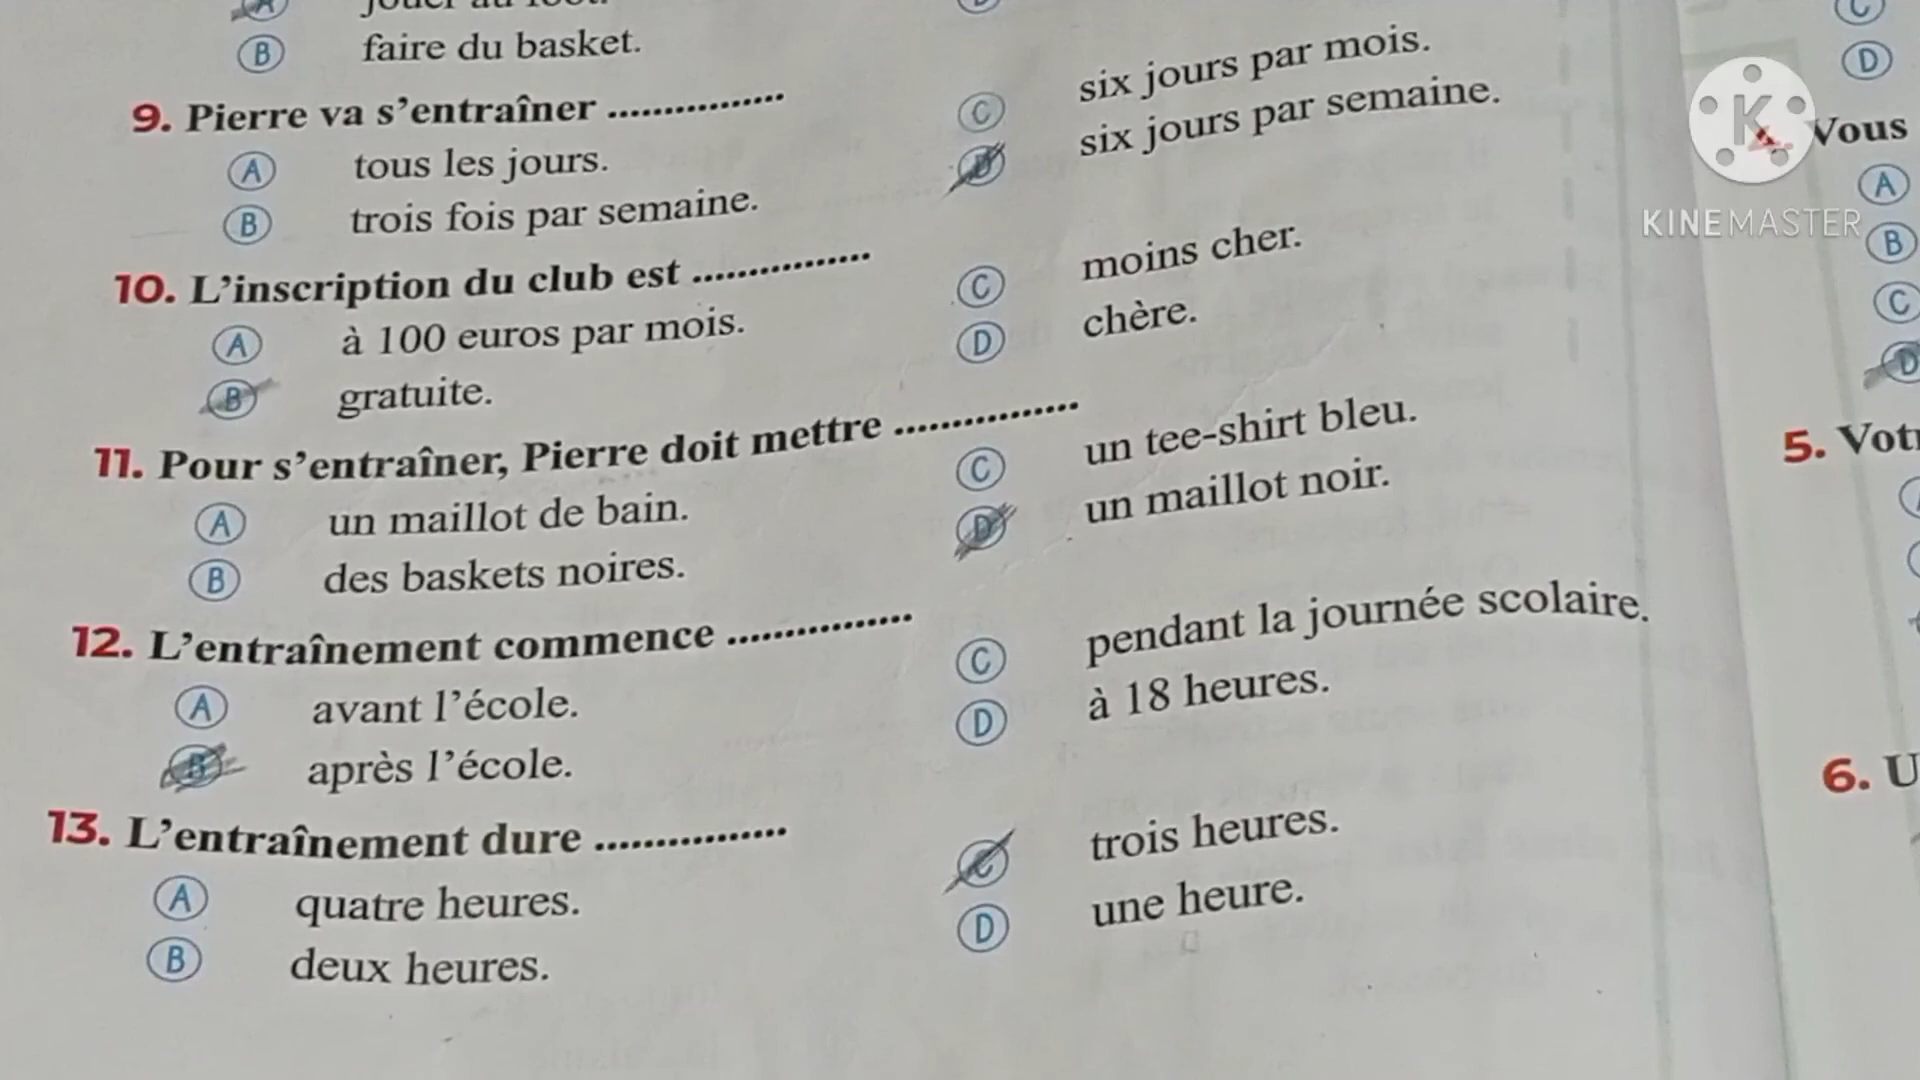 B faire du basket.
9. Pierre va s'entraîner ................
A tous les jours.
B trois fois par semaine.
C six jours par mois.
D six jours par semaine.
10. L'inscription du club est ................
A à 100 euros par mois.
B gratuite.
C moins cher.
D chère.
11. Pour s'entraîner, Pierre doit mettre ................
A un maillot de bain.
B des baskets noires.
C un tee-shirt bleu.
D un maillot noir.
12. L'entraînement commence ................
A avant l'école.
B après l'école.
C pendant la journée scolaire.
D à 18 heures.
13. L'entraînement dure ................
A quatre heures.
B deux heures.
C trois heures.
D une heure.
C
D
4. Vous
A
B
C
D
5.
6. U
K
KINEMASTER